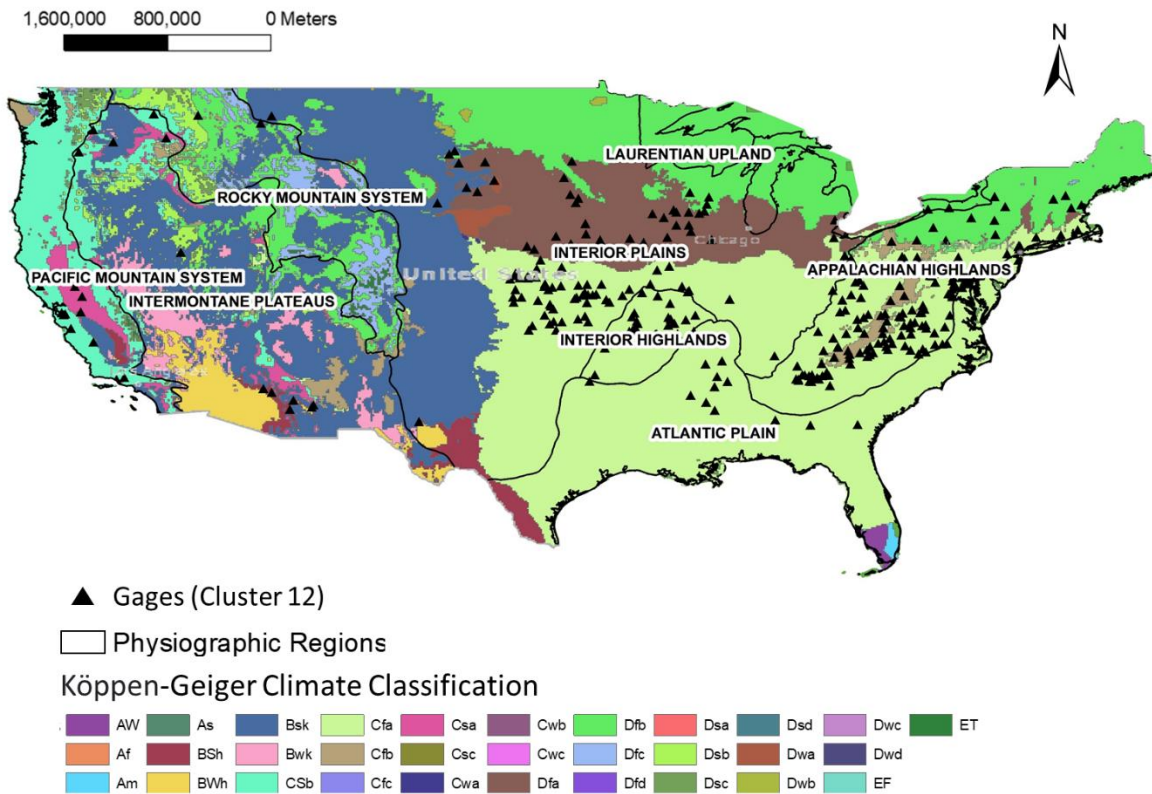 1,600,000 800,000 0 Meters
N
LAURENTIAN UPLAND
ROCKY MOUNTAIN SYSTEM
Chicago
INTERIOR PLAINS
United States
APPALACHIAN HIGHLANDS
PACIFIC MOUNTAIN SYSTEM
INTERMONTANE PLATEAUS
INTERIOR HIGHLANDS
ATLANTIC PLAIN
Gages (Cluster 12)
Physiographic Regions
Köppen-Geiger Climate Classification
AW As Bsk Cfa Csa Cwb Dfb Dsa Dsd Dwc ET
Af BSh Bwk Cfb Csc Cwc Dfc Dsb Dwa Dwd
Am BWh CSb Cfc Cwa Dfa Dfd Dsc Dwb EF